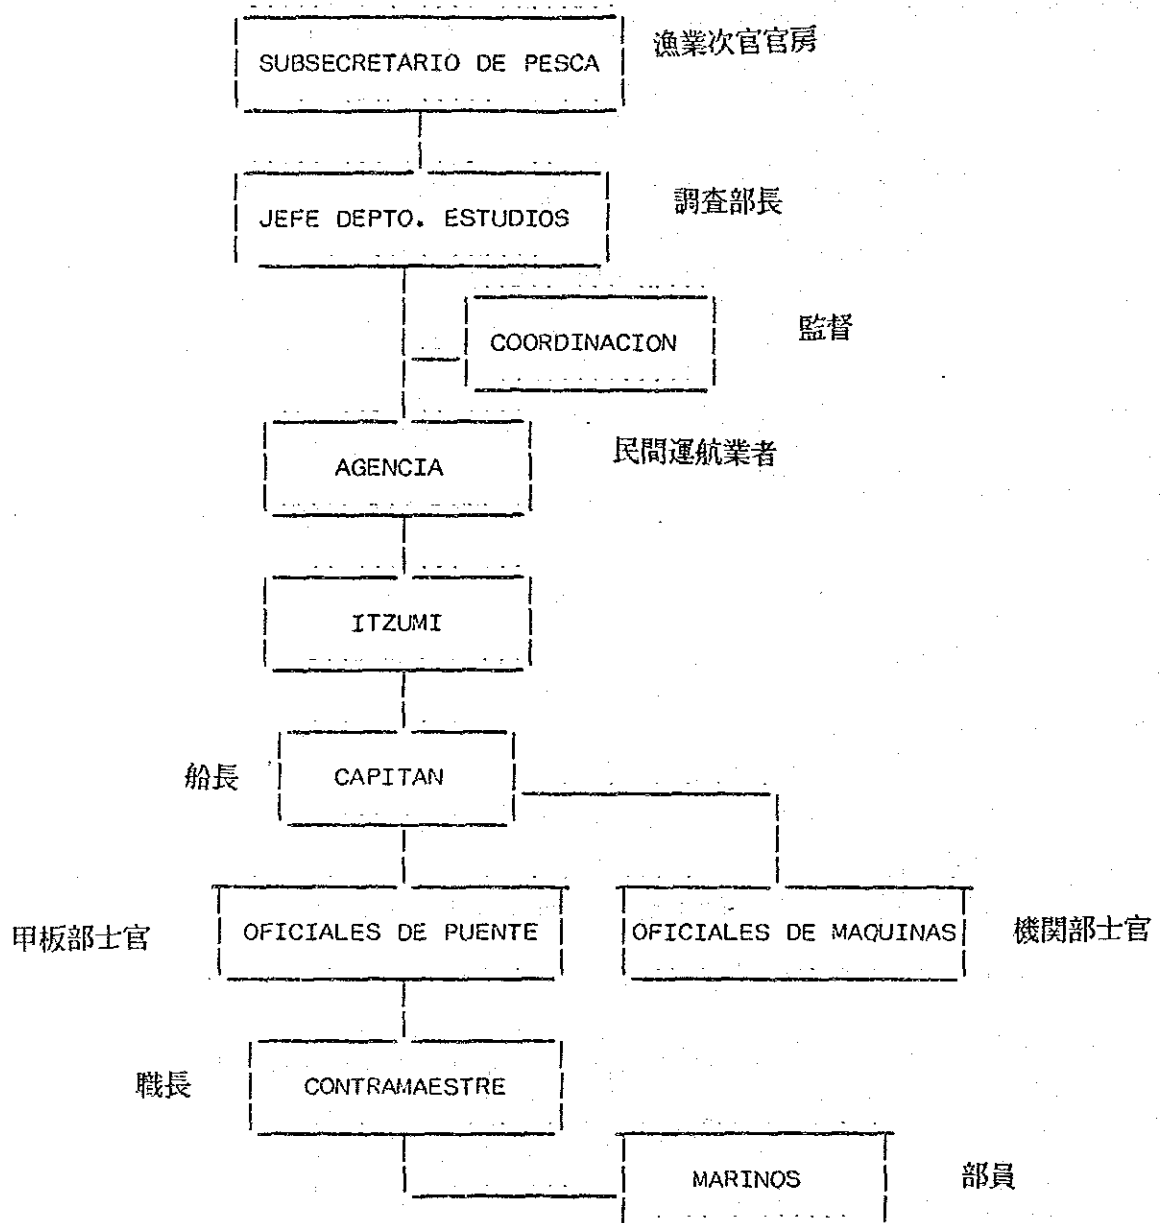 SUBSECRETARIO DE PESCA
漁業次官官房
JEFE DEPTO. ESTUDIOS
調査部長
COORDINACION
監督
AGENCIA
民間運航業者
ITZUMI
船長
CAPITAN
甲板部士官
OFICIALES DE PUENTE
OFICIALES DE MAQUINAS
機関部士官
職長
CONTRAMAESTRE
MARINOS
部員